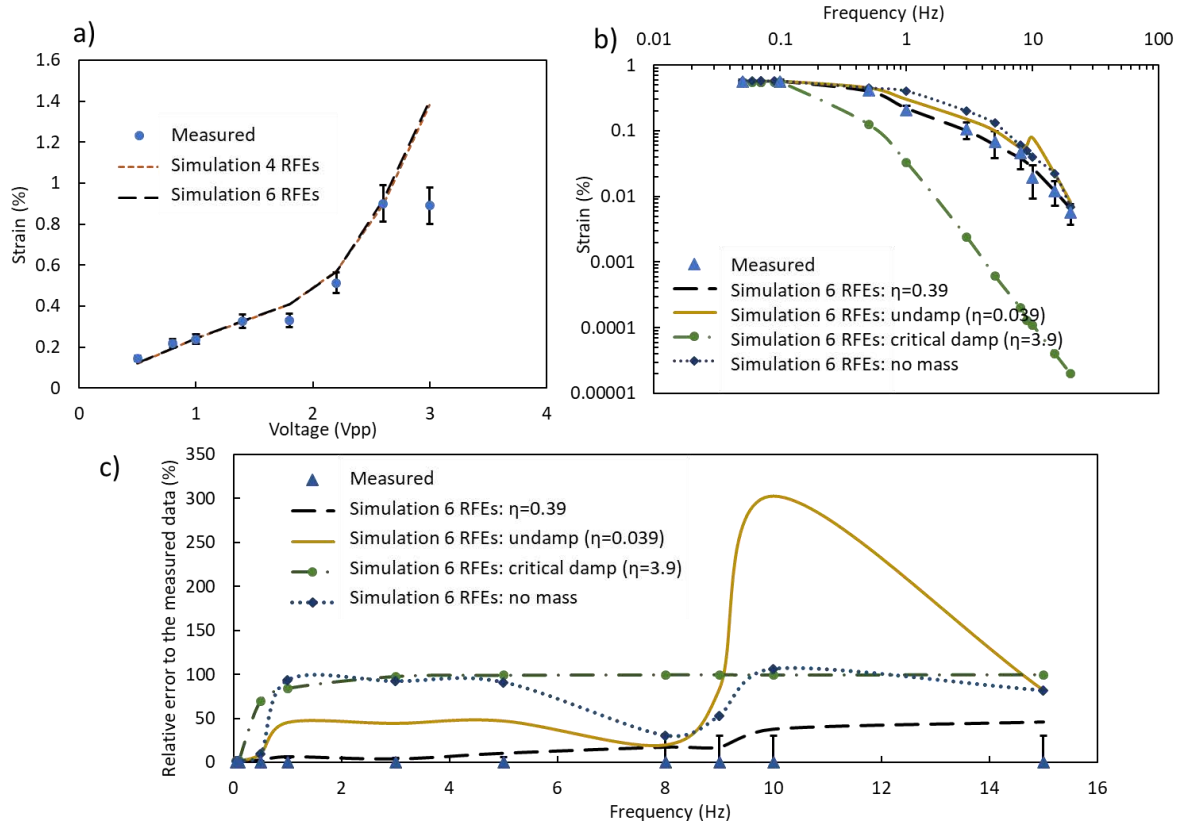 a)
1.6
1.4
1.2
1
0.8
0.6
0.4
0.2
0
Strain (%)
Measured
Simulation 4 RFEs
Simulation 6 RFEs
0 1 2 3 4
Voltage (Vpp)
b)
Frequency (Hz)
0.01 0.1 1 10 100
1
0.1
0.01
0.001
0.0001
0.00001
Strain (%)
Measured
Simulation 6 RFEs: η=0.39
Simulation 6 RFEs: undamp (η=0.039)
Simulation 6 RFEs: critical damp (η=3.9)
Simulation 6 RFEs: no mass
c)
350
300
250
200
150
100
50
0
Relative error to the measured data (%)
Measured
Simulation 6 RFEs: η=0.39
Simulation 6 RFEs: undamp (η=0.039)
Simulation 6 RFEs: critical damp (η=3.9)
Simulation 6 RFEs: no mass
0 2 4 6 8 10 12 14 16
Frequency (Hz)